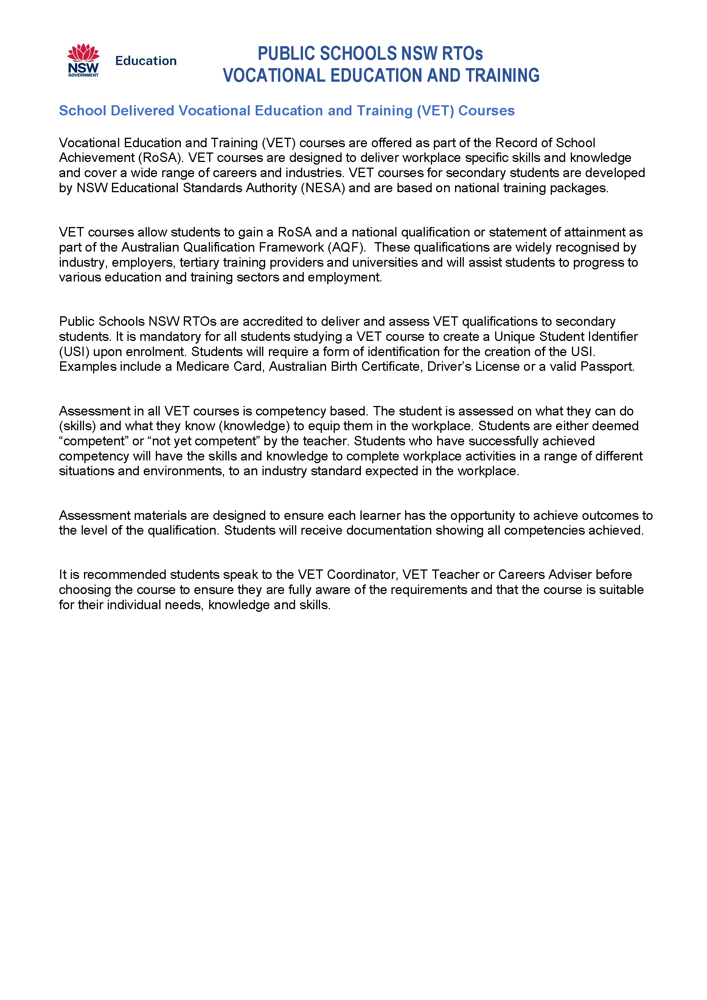 NSW
GOVERNMENT
Education
PUBLIC SCHOOLS NSW RTOs
VOCATIONAL EDUCATION AND TRAINING
School Delivered Vocational Education and Training (VET) Courses
Vocational Education and Training (VET) courses are offered as part of the Record of School
Achievement (RoSA). VET courses are designed to deliver workplace specific skills and knowledge
and cover a wide range of careers and industries. VET courses for secondary students are developed
by NSW Educational Standards Authority (NESA) and are based on national training packages.
VET courses allow students to gain a RoSA and a national qualification or statement of attainment as
part of the Australian Qualification Framework (AQF).  These qualifications are widely recognised by
industry, employers, tertiary training providers and universities and will assist students to progress to
various education and training sectors and employment.
Public Schools NSW RTOs are accredited to deliver and assess VET qualifications to secondary
students. It is mandatory for all students studying a VET course to create a Unique Student Identifier
(USI) upon enrolment. Students will require a form of identification for the creation of the USI.
Examples include a Medicare Card, Australian Birth Certificate, Driver’s License or a valid Passport.
Assessment in all VET courses is competency based. The student is assessed on what they can do
(skills) and what they know (knowledge) to equip them in the workplace. Students are either deemed
“competent” or “not yet competent” by the teacher. Students who have successfully achieved
competency will have the skills and knowledge to complete workplace activities in a range of different
situations and environments, to an industry standard expected in the workplace.
Assessment materials are designed to ensure each learner has the opportunity to achieve outcomes to
the level of the qualification. Students will receive documentation showing all competencies achieved.
It is recommended students speak to the VET Coordinator, VET Teacher or Careers Adviser before
choosing the course to ensure they are fully aware of the requirements and that the course is suitable
for their individual needs, knowledge and skills.